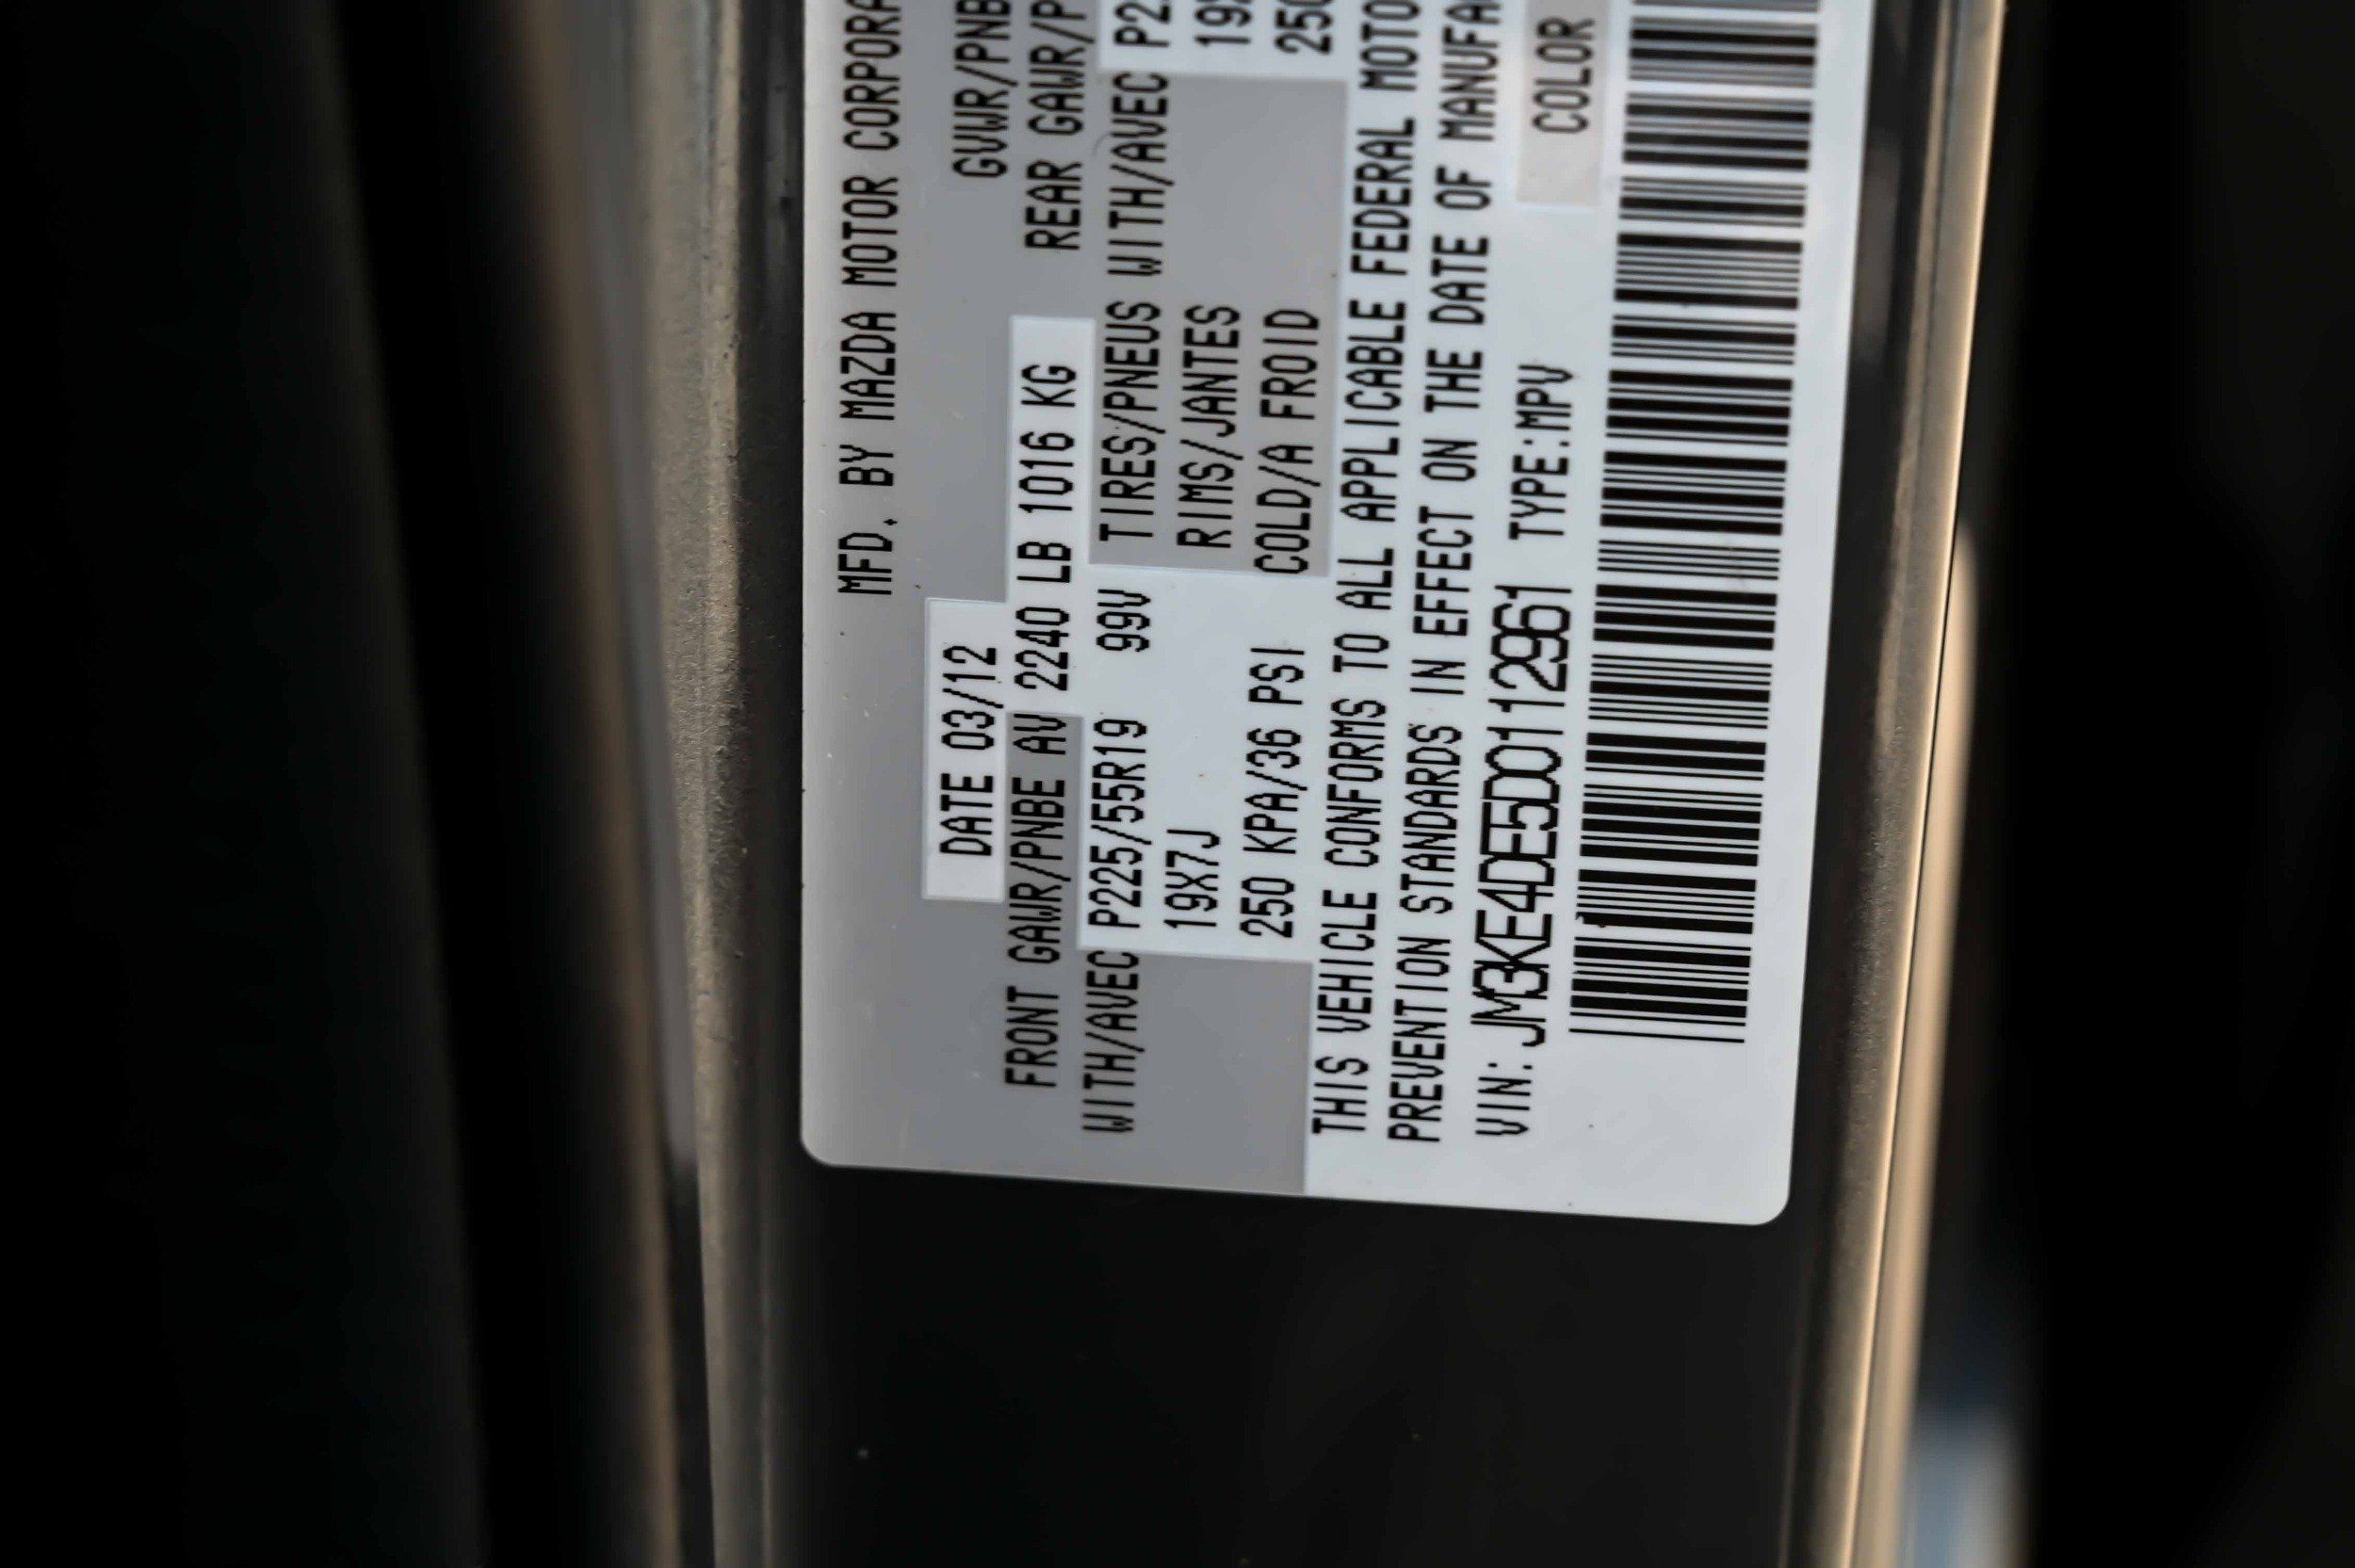 MFD. BY MAZDA MOTOR CORPORA
DATE 03/12 GVWR/PNB
FRONT GAWR/PNBE AV 2240 LB 1016 KG REAR GAWR/P
WITH/AVEC P225/55R19 99V TIRES/PNEUS WITH/AVEC P2
19X7J RIMS/JANTES 19
250 KPA/36 PSI COLD/A FROID 250
THIS VEHICLE CONFORMS TO ALL APPLICABLE FEDERAL MOTO
PREVENTION STANDARDS IN EFFECT ON THE DATE OF MANUFA
VIN: JM3KE4DE5D0112961 TYPE:MPV COLOR